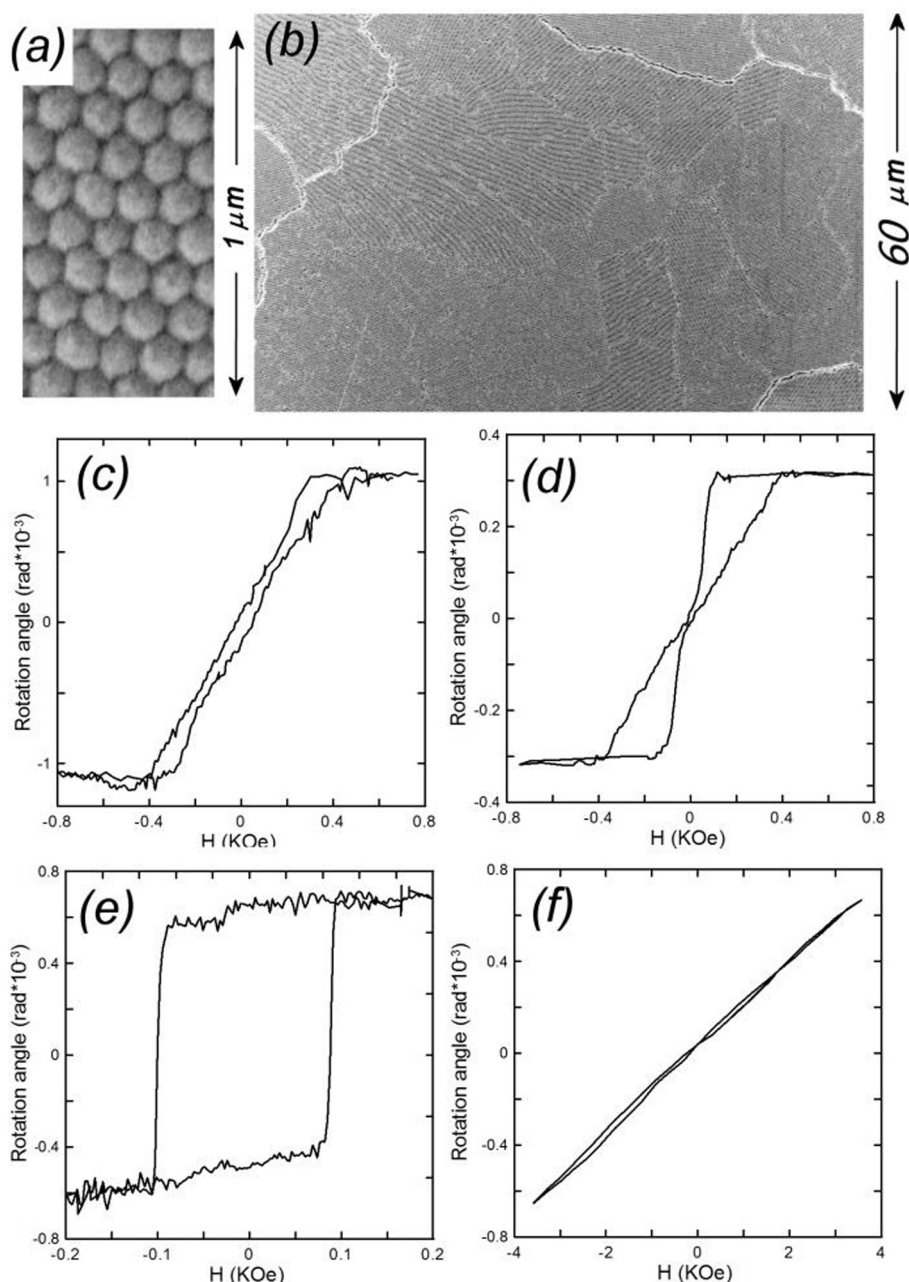 (a)
1 μm
(b)
60 μm
(c)
Rotation angle (rad*10⁻³)
1
0
-1
-0.8 -0.4 0 0.4 0.8
H (KOe)
(d)
Rotation angle (rad*10⁻³)
0.4
0.2
0
-0.2
-0.4
-0.8 -0.4 0 0.4 0.8
H (KOe)
(e)
Rotation angle (rad*10⁻³)
0.8
0.4
0
-0.4
-0.8
-0.2 -0.1 0 0.1 0.2
H (KOe)
(f)
Rotation angle (rad*10⁻³)
0.8
0.4
0
-0.4
-0.8
-4 -2 0 2 4
H (KOe)